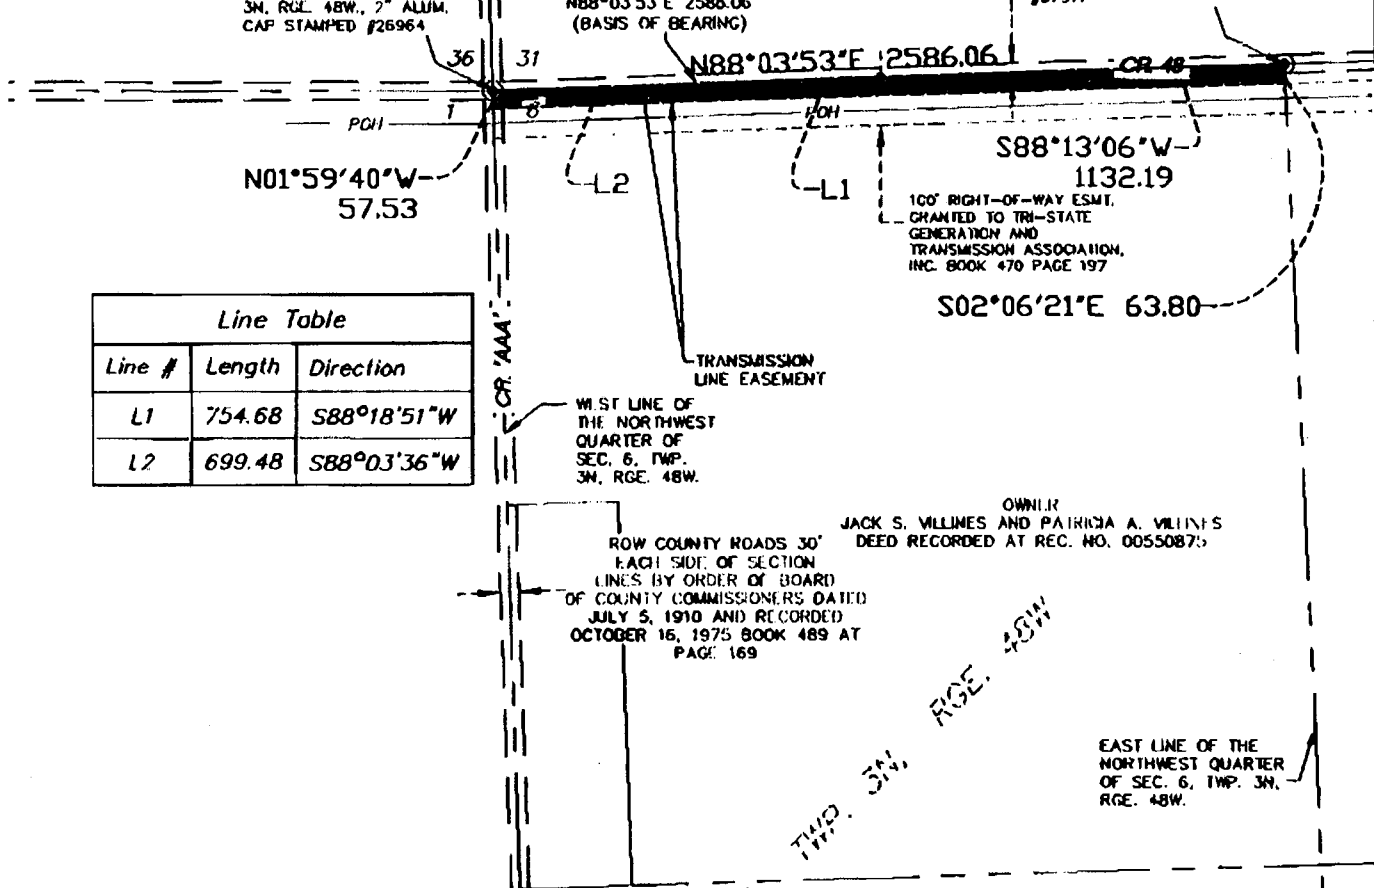 3N, RGE. 48W., 2" ALUM.
CAP STAMPED #26964
N88°03'53"E 2586.06
(BASIS OF BEARING)
36
31
N88°03'53"E 2586.06
CR 48
1
6
POH
POH
N01°59'40"W
57.53
L2
L1
S88°13'06"W
1132.19
100' RIGHT-OF-WAY ESMT.
GRANTED TO TRI-STATE
GENERATION AND
TRANSMISSION ASSOCIATION,
INC. BOOK 470 PAGE 197
S02°06'21"E 63.80
Line Table
Line # Length Direction
L1 754.68 S88°18'51"W
L2 699.48 S88°03'36"W
CR. 'AAA'
TRANSMISSION
LINE EASEMENT
WEST LINE OF
THE NORTHWEST
QUARTER OF
SEC. 6, TWP.
3N, RGE. 48W.
OWNER
JACK S. VILLINES AND PATRICIA A. VILLINES
DEED RECORDED AT REC. NO. 00550875
ROW COUNTY ROADS 30'
EACH SIDE OF SECTION
LINES BY ORDER OF BOARD
OF COUNTY COMMISSIONERS DATED
JULY 5, 1910 AND RECORDED
OCTOBER 16, 1975 BOOK 489 AT
PAGE 169
TWP. 3N, RGE. 48W
EAST LINE OF THE
NORTHWEST QUARTER
OF SEC. 6, TWP. 3N,
RGE. 48W.